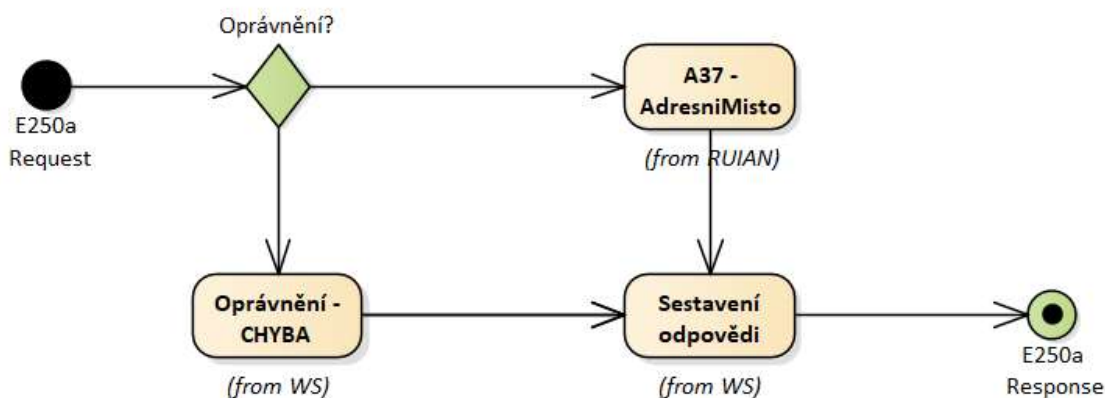 Oprávnění?
E250a
Request
A37 -
AdresniMisto
(from RUIAN)
Oprávnění -
CHYBA
(from WS)
Sestavení
odpovědi
(from WS)
E250a
Response